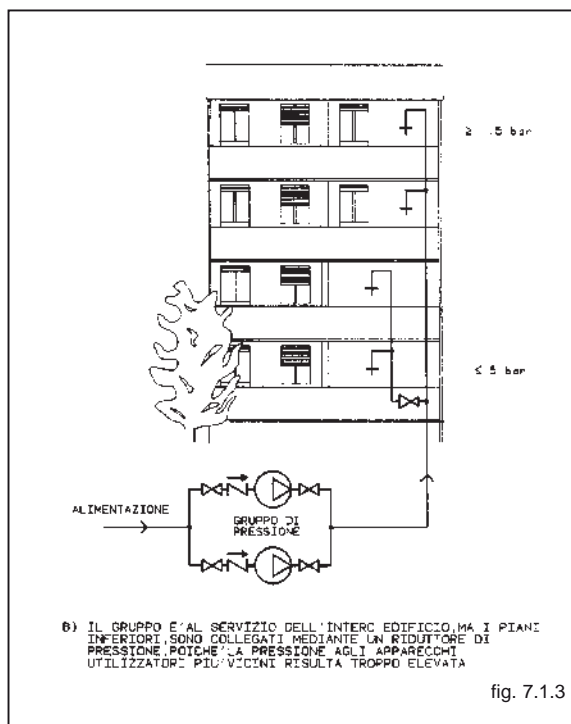 ≥ .5 bar
≤ 5 bar
ALIMENTAZIONE
GRUPPO DI
PRESSIONE
B) IL GRUPPO E'AL SERVIZIO DELL'INTERO EDIFICIO,MA I PIANI
INFERIORI,SONO COLLEGATI MEDIANTE UN RIDUTTORE DI
PRESSIONE,POICHE'LA PRESSIONE AGLI APPARECCHI
UTILIZZATORI PIU'VICINI RISULTA TROPPO ELEVATA
fig. 7.1.3